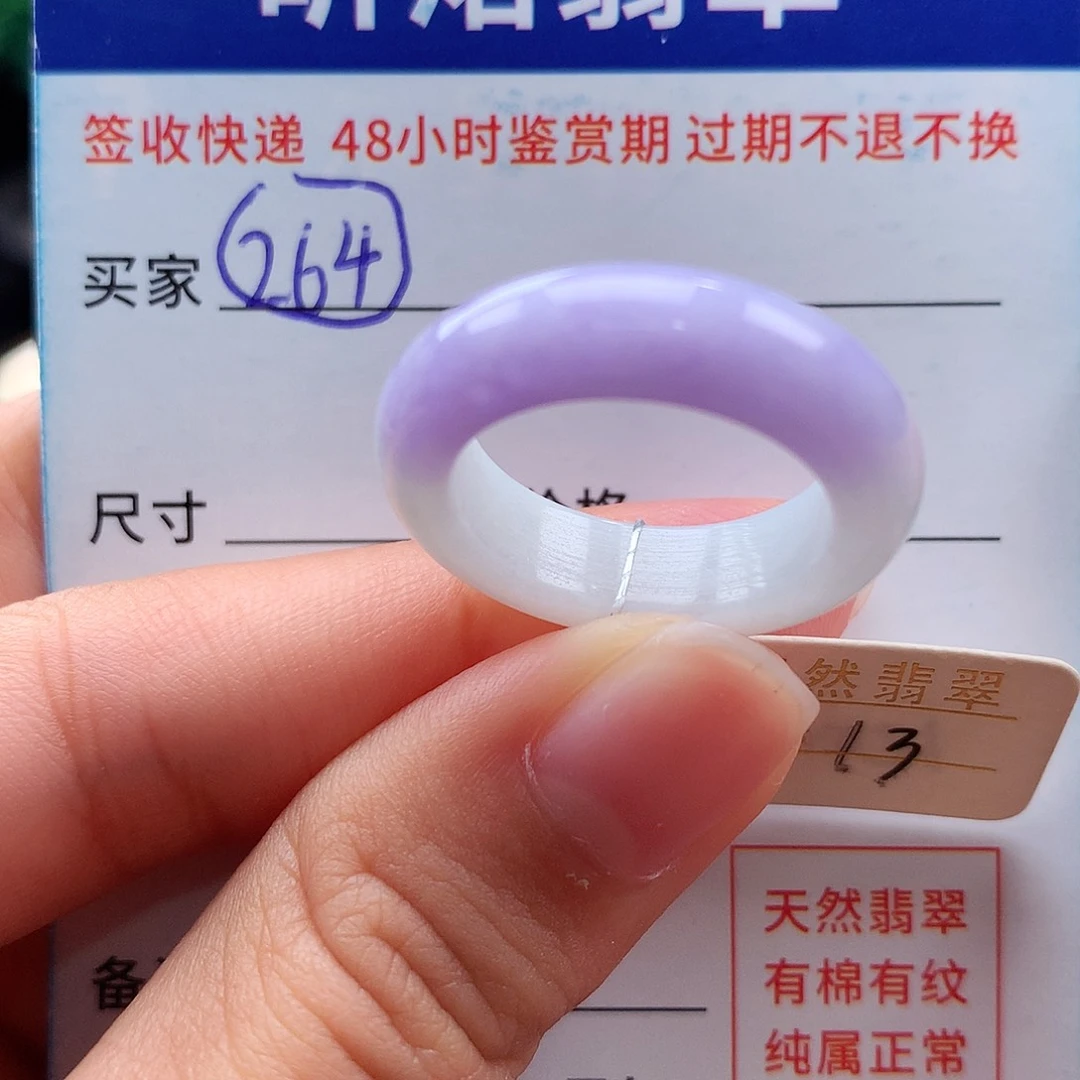 签收快递 48小时鉴赏期 过期不退不换
买家 264
尺寸
然翡翠
13
天然翡翠
有棉有纹
纯属正常
备